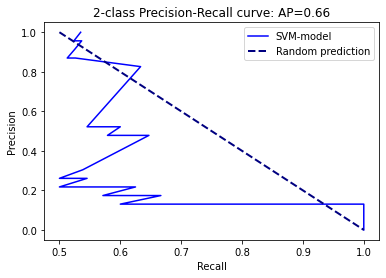 2-class Precision-Recall curve: AP=0.66
SVM-model
Random prediction
Precision
1.0
0.8
0.6
0.4
0.2
0.0
0.5 0.6 0.7 0.8 0.9 1.0
Recall